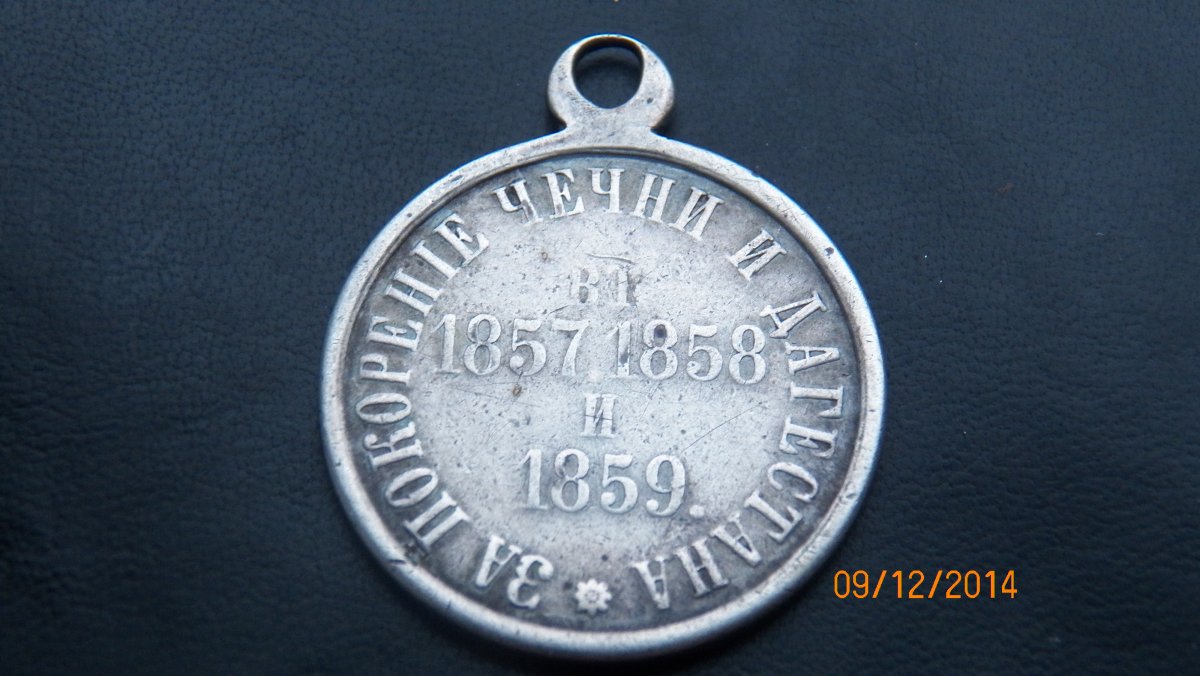 ЗА ПОКОРЕНІЕ ЧЕЧНИ И ДАГЕСТАНА
въ
1857 1858
И
1859.
09/12/2014